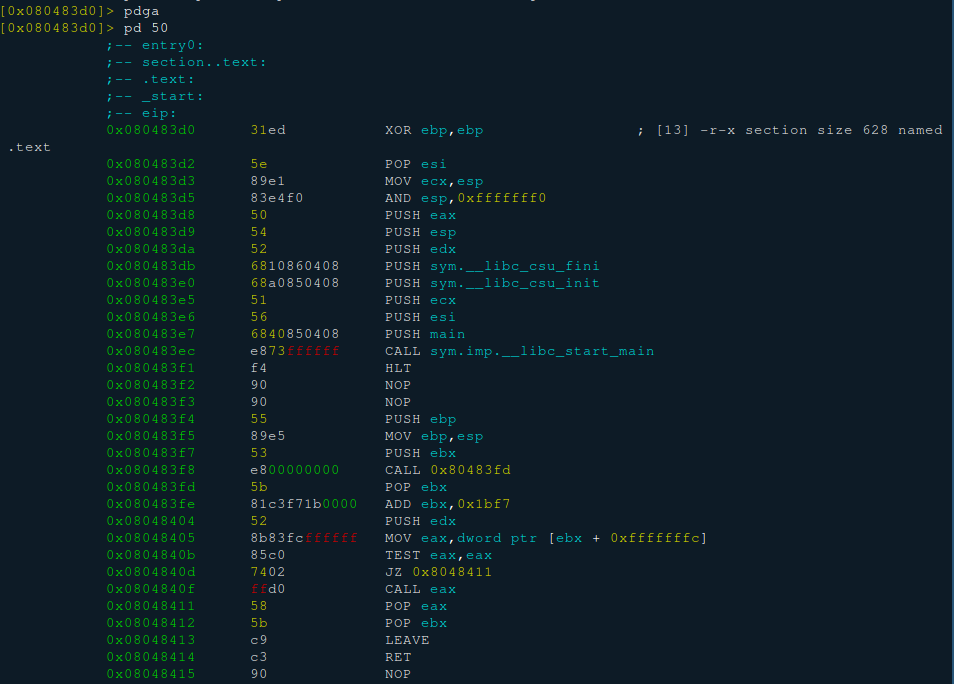 [0x080483d0]> pdga
[0x080483d0]> pd 50
;-- entry0:
;-- section..text:
;-- .text:
;-- _start:
;-- eip:
0x080483d0 31ed XOR ebp,ebp ; [13] -r-x section size 628 named
.text
0x080483d2 5e POP esi
0x080483d3 89e1 MOV ecx,esp
0x080483d5 83e4f0 AND esp,0xfffffff0
0x080483d8 50 PUSH eax
0x080483d9 54 PUSH esp
0x080483da 52 PUSH edx
0x080483db 6810860408 PUSH sym.__libc_csu_fini
0x080483e0 68a0850408 PUSH sym.__libc_csu_init
0x080483e5 51 PUSH ecx
0x080483e6 56 PUSH esi
0x080483e7 6840850408 PUSH main
0x080483ec e873ffffff CALL sym.imp.__libc_start_main
0x080483f1 f4 HLT
0x080483f2 90 NOP
0x080483f3 90 NOP
0x080483f4 55 PUSH ebp
0x080483f5 89e5 MOV ebp,esp
0x080483f7 53 PUSH ebx
0x080483f8 e800000000 CALL 0x80483fd
0x080483fd 5b POP ebx
0x080483fe 81c3f71b0000 ADD ebx,0x1bf7
0x08048404 52 PUSH edx
0x08048405 8b83fcffffff MOV eax,dword ptr [ebx + 0xfffffffc]
0x0804840b 85c0 TEST eax,eax
0x0804840d 7402 JZ 0x8048411
0x0804840f ffd0 CALL eax
0x08048411 58 POP eax
0x08048412 5b POP ebx
0x08048413 c9 LEAVE
0x08048414 c3 RET
0x08048415 90 NOP